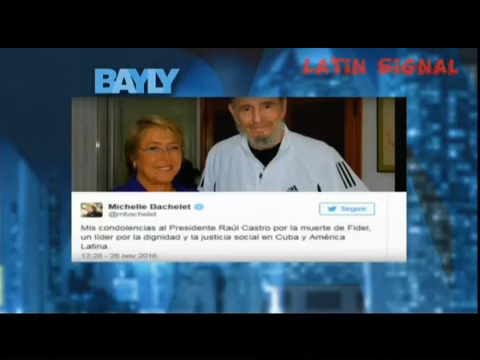 BAYLY
LATIN SIGNAL
Michelle Bachelet
@mbachelet
Seguir
Mis condolencias al Presidente Raúl Castro por la muerte de Fidel,
un líder por la dignidad y la justicia social en Cuba y América
Latina
12:28 - 26 nov 2016